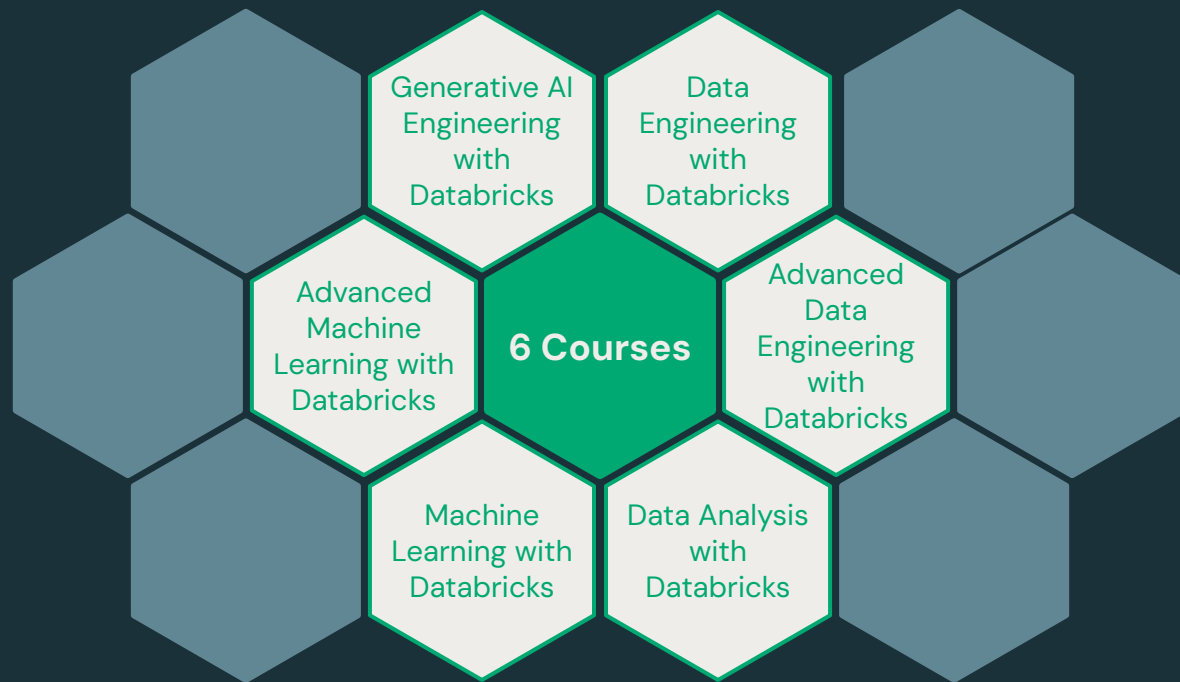 Generative AI
Engineering
with
Databricks
Data
Engineering
with
Databricks
Advanced
Machine
Learning with
Databricks
6 Courses
Advanced
Data
Engineering
with
Databricks
Machine
Learning with
Databricks
Data Analysis
with
Databricks